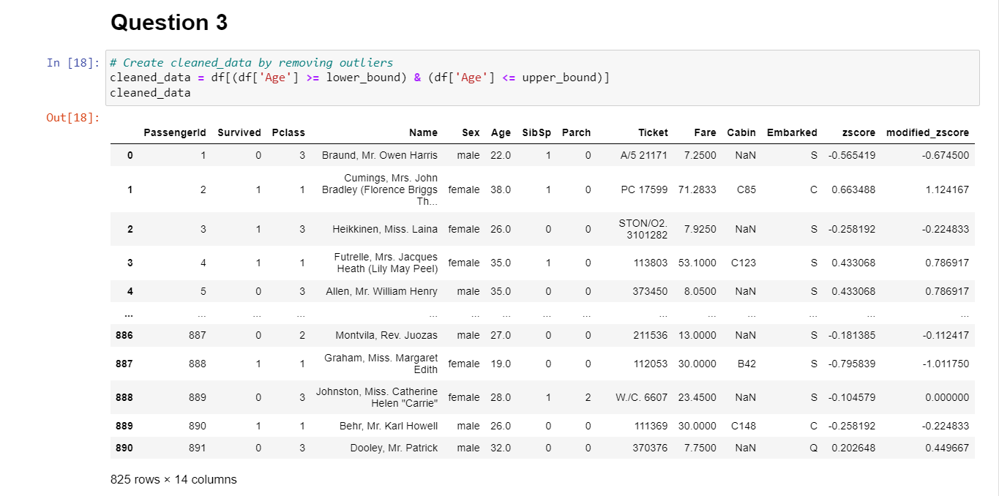 Question 3
In [18]: # Create cleaned_data by removing outliers
cleaned_data = df[(df['Age'] >= lower_bound) & (df['Age'] <= upper_bound)]
cleaned_data
Out[18]:
PassengerId Survived Pclass Name Sex Age SibSp Parch Ticket Fare Cabin Embarked zscore modified_zscore
0 1 0 3 Braund, Mr. Owen Harris male 22.0 1 0 A/5 21171 7.2500 NaN S -0.565419 -0.674500
Cumings, Mrs. John
1 2 1 1 Bradley (Florence Briggs female 38.0 1 0 PC 17599 71.2833 C85 C 0.663488 1.124167
Th...
2 3 1 3 Heikkinen, Miss. Laina female 26.0 0 0 STON/O2. 7.9250 NaN S -0.258192 -0.224833
3101282
3 4 1 1 Futrelle, Mrs. Jacques female 35.0 1 0 113803 53.1000 C123 S 0.433068 0.786917
Heath (Lily May Peel)
4 5 0 3 Allen, Mr. William Henry male 35.0 0 0 373450 8.0500 NaN S 0.433068 0.786917
... ... ... ... ... ... ... ... ... ... ... ... ... ... ...
886 887 0 2 Montvila, Rev. Juozas male 27.0 0 0 211536 13.0000 NaN S -0.181385 -0.112417
887 888 1 1 Graham, Miss. Margaret female 19.0 0 0 112053 30.0000 B42 S -0.795839 -1.011750
Edith
888 889 0 3 Johnston, Miss. Catherine female 28.0 1 2 W./C. 6607 23.4500 NaN S -0.104579 0.000000
Helen "Carrie"
889 890 1 1 Behr, Mr. Karl Howell male 26.0 0 0 111369 30.0000 C148 C -0.258192 -0.224833
890 891 0 3 Dooley, Mr. Patrick male 32.0 0 0 370376 7.7500 NaN Q 0.202648 0.449667
825 rows × 14 columns